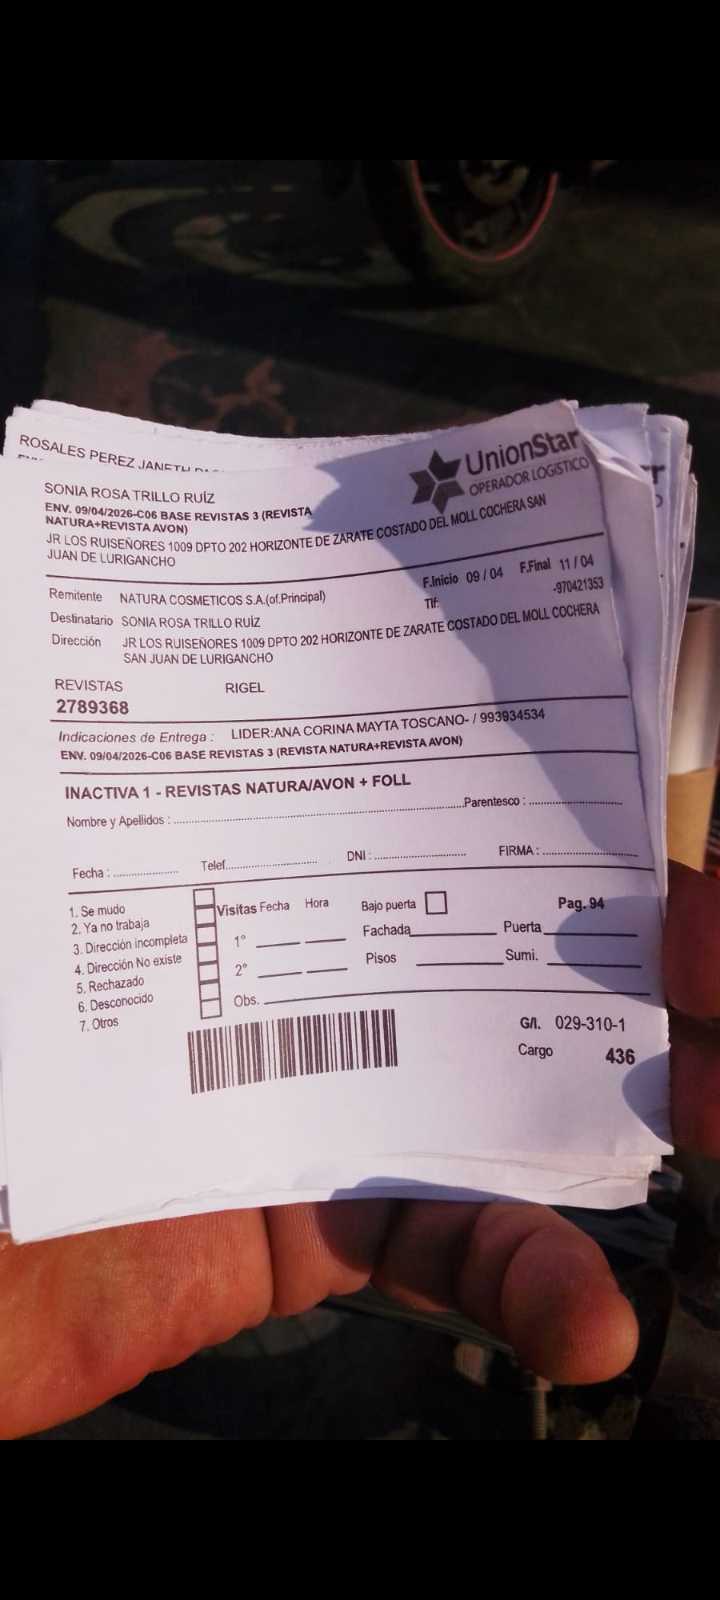 ROSALES PEREZ JANETH
UnionStar
OPERADOR LOGISTICO
SONIA ROSA TRILLO RUÍZ
ENV. 09/04/2026-C06 BASE REVISTAS 3 (REVISTA
NATURA+REVISTA AVON)
JR LOS RUISEÑORES 1009 DPTO 202 HORIZONTE DE ZARATE COSTADO DEL MOLL COCHERA SAN
JUAN DE LURIGANCHO
F.Inicio 09 / 04 F.Final 11 / 04
Remitente NATURA COSMETICOS S.A.(of.Principal) Tlf: -970421353
Destinatario SONIA ROSA TRILLO RUÍZ
Dirección JR LOS RUISEÑORES 1009 DPTO 202 HORIZONTE DE ZARATE COSTADO DEL MOLL COCHERA
SAN JUAN DE LURIGANCHO
REVISTAS RIGEL
2789368
Indicaciones de Entrega : LIDER:ANA CORINA MAYTA TOSCANO- / 993934534
ENV. 09/04/2026-C06 BASE REVISTAS 3 (REVISTA NATURA+REVISTA AVON)
INACTIVA 1 - REVISTAS NATURA/AVON + FOLL
Nombre y Apellidos : Parentesco :
Fecha : Telef. DNI : FIRMA :
1. Se mudo
2. Ya no trabaja
3. Dirección incompleta
4. Dirección No existe
5. Rechazado
6. Desconocido
7. Otros
Visitas Fecha Hora Bajo puerta Pag. 94
1° Fachada Puerta
2° Pisos Sumi.
Obs.
G/I. 029-310-1
Cargo 436